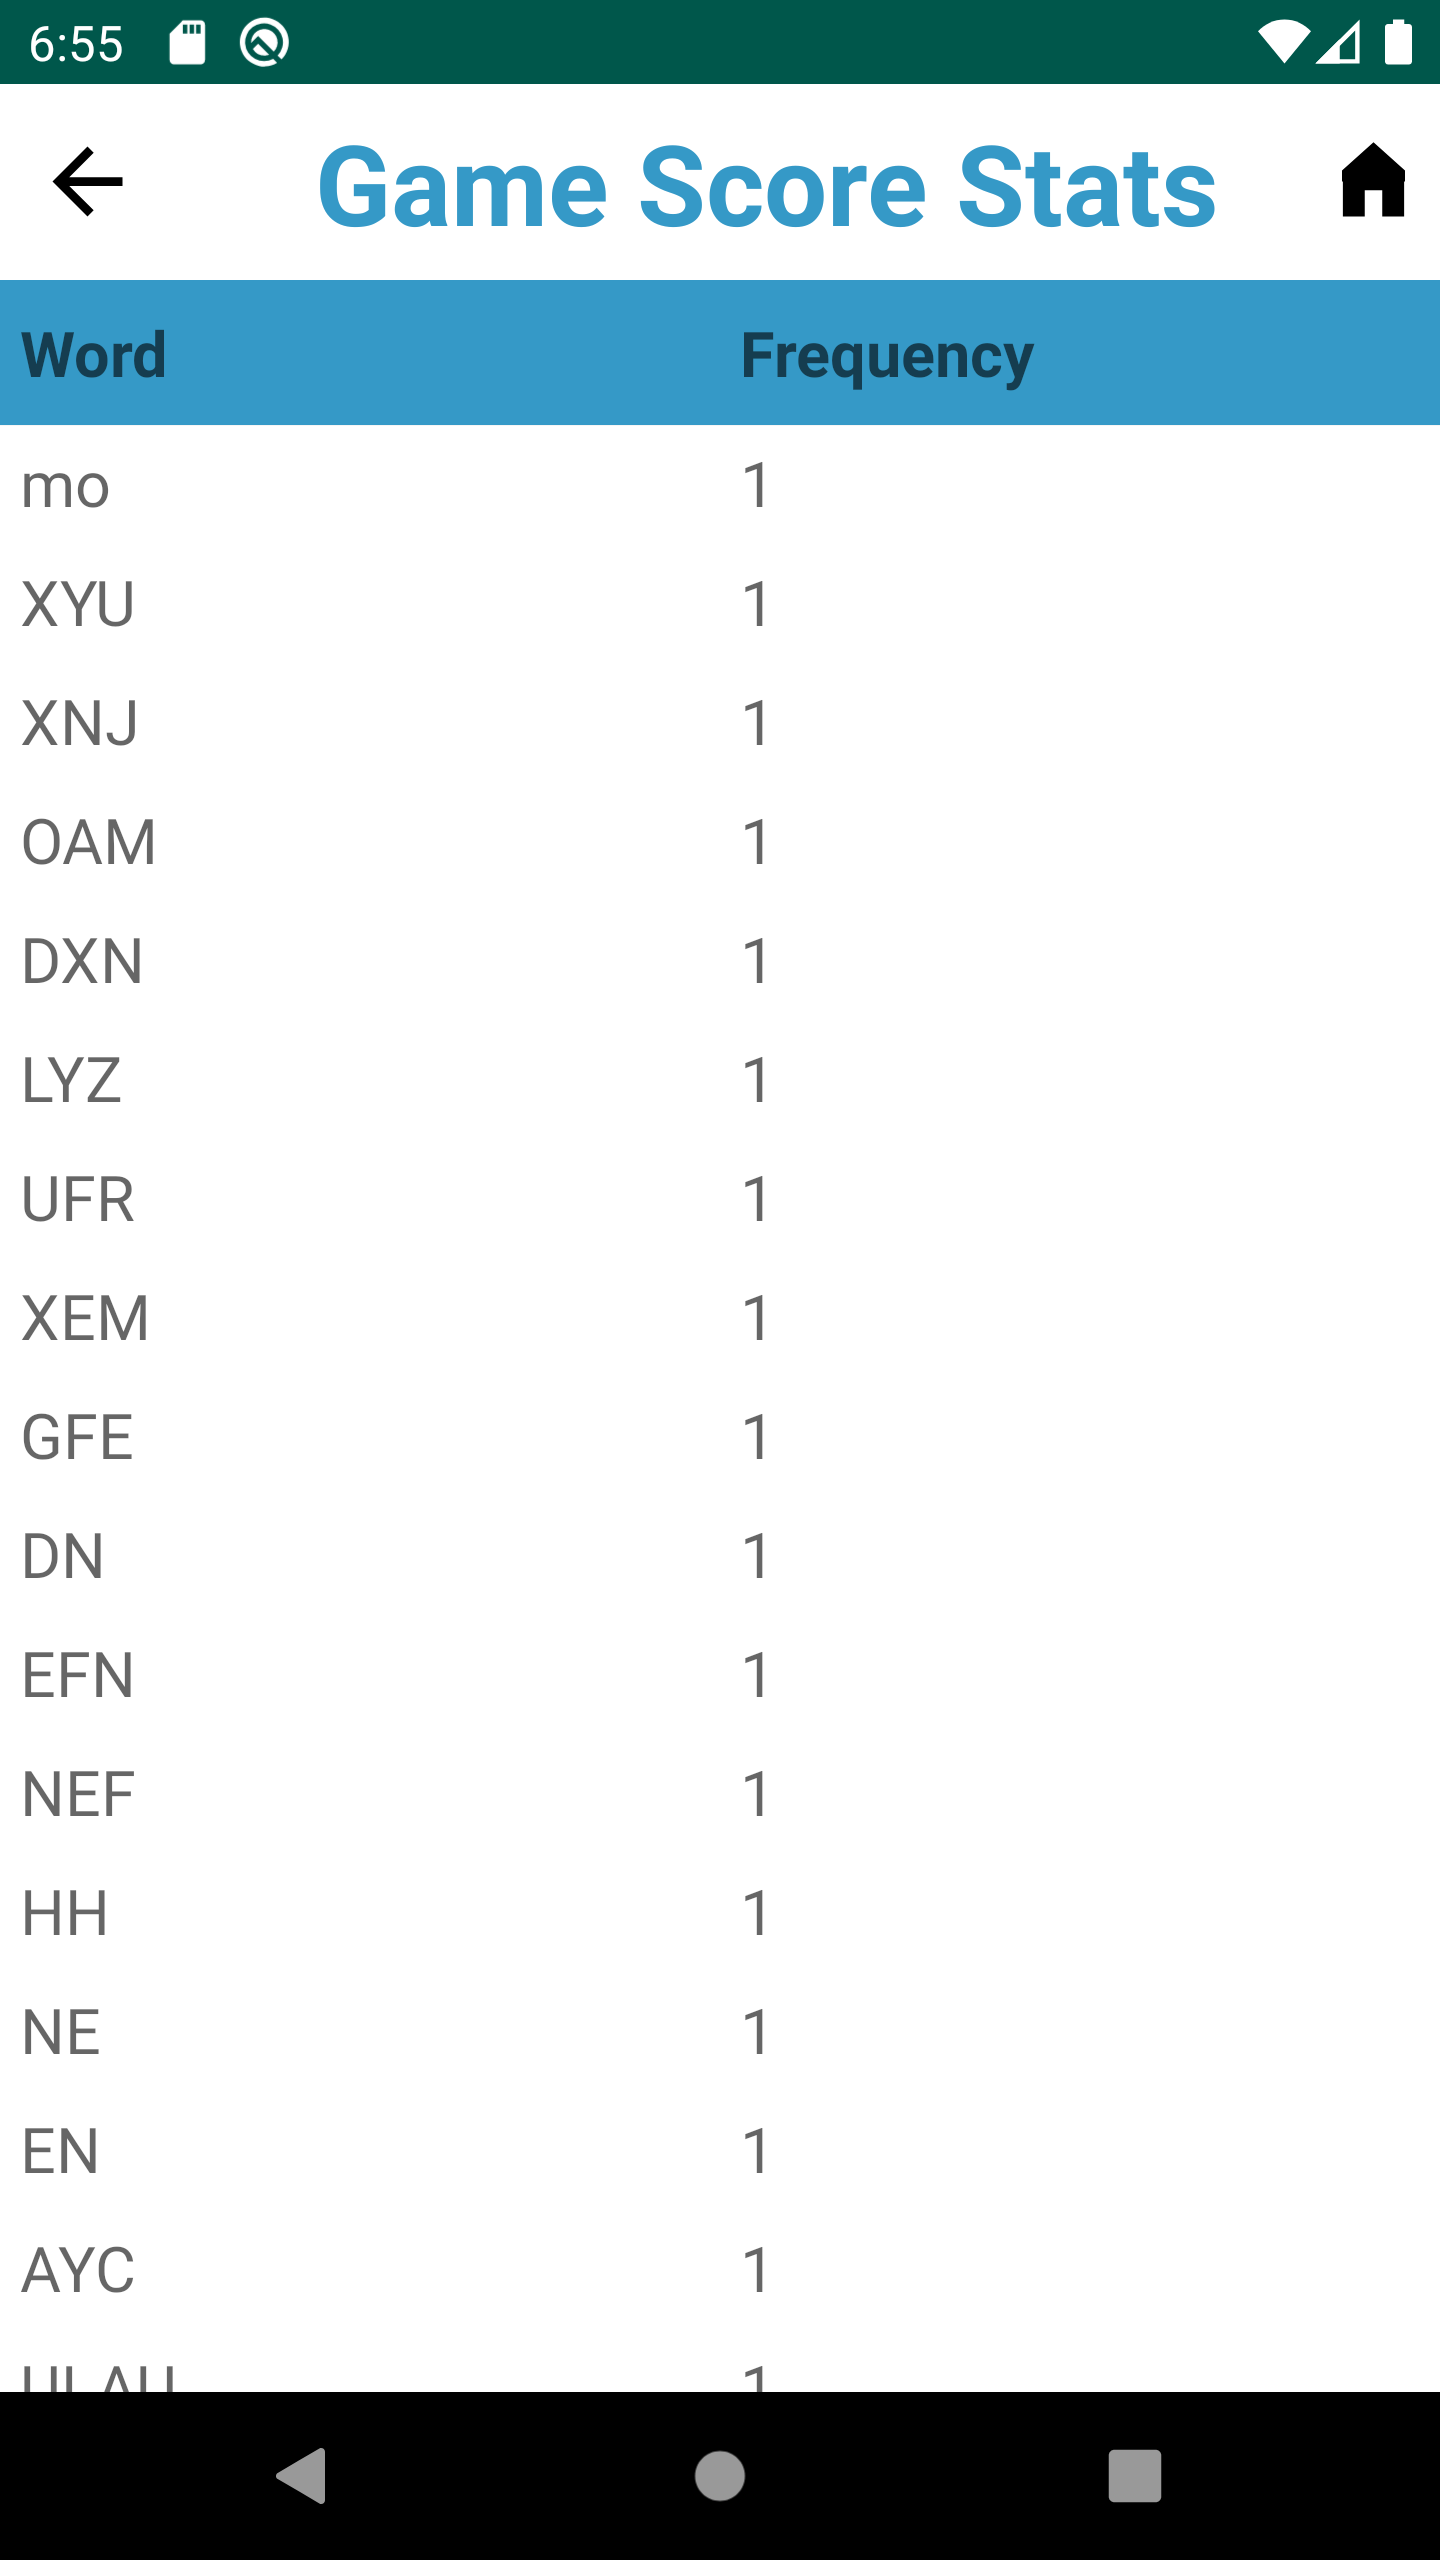 6:55
Game Score Stats
Word Frequency
mo 1
XYU 1
XNJ 1
OAM 1
DXN 1
LYZ 1
UFR 1
XEM 1
GFE 1
DN 1
EFN 1
NEF 1
HH 1
NE 1
EN 1
AYC 1
1